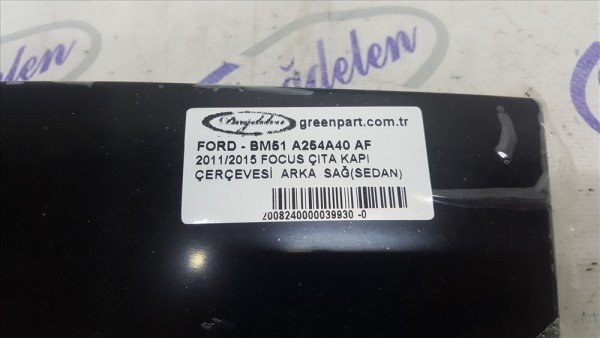 greenpart.com.tr
FORD - BM51 A254A40 AF
2011/2015 FOCUS ÇITA KAPI
ÇERÇEVESİ ARKA SAĞ(SEDAN)
2008240000039930 -0